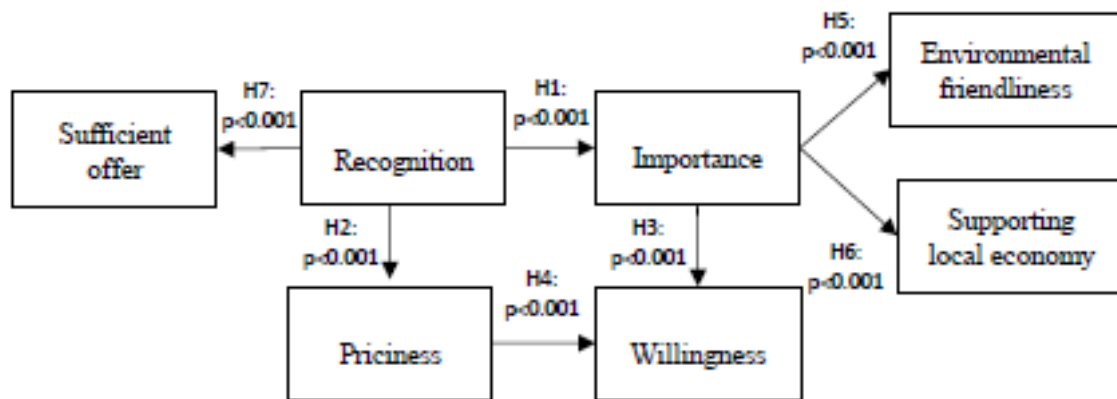 H5:
p<0.001
Environmental
friendliness
H7:
p<0.001
H1:
p<0.001
Sufficient
offer
Recognition
Importance
H2:
p<0.001
H3:
p<0.001
Supporting
local economy
H6:
p<0.001
H4:
p<0.001
Priciness
Willingness